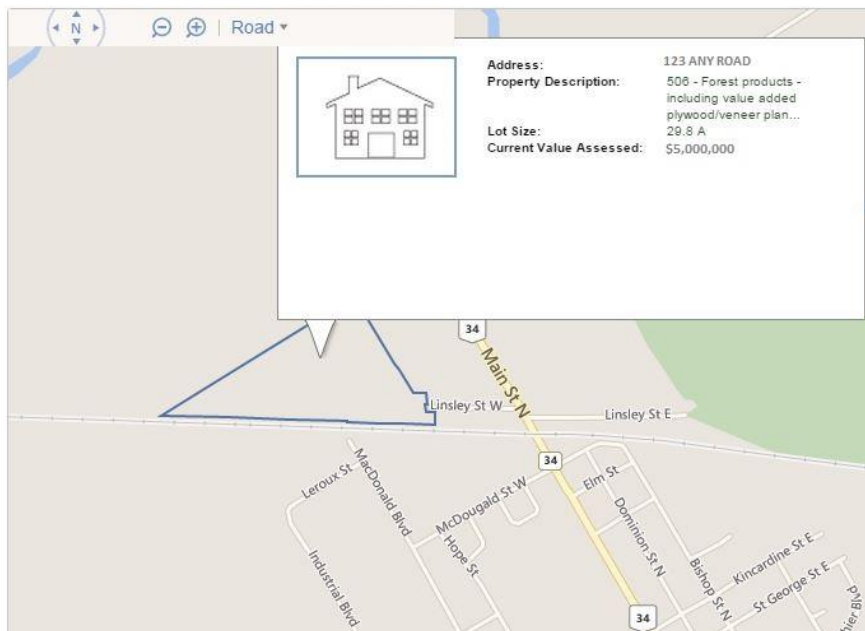 N
Road
Address: 123 ANY ROAD
Property Description: 506 - Forest products -
including value added
plywood/veneer plan...
Lot Size: 29.8 A
Current Value Assessed: $5,000,000
34
Main St N
Linsley St W
Linsley St E
34
Leroux St
MacDonald Blvd
McDougald St W
Elm St
Hope St
Dominion St N
Bishop St N
Industrial Blvd
Kincardine St E
St George St E
34